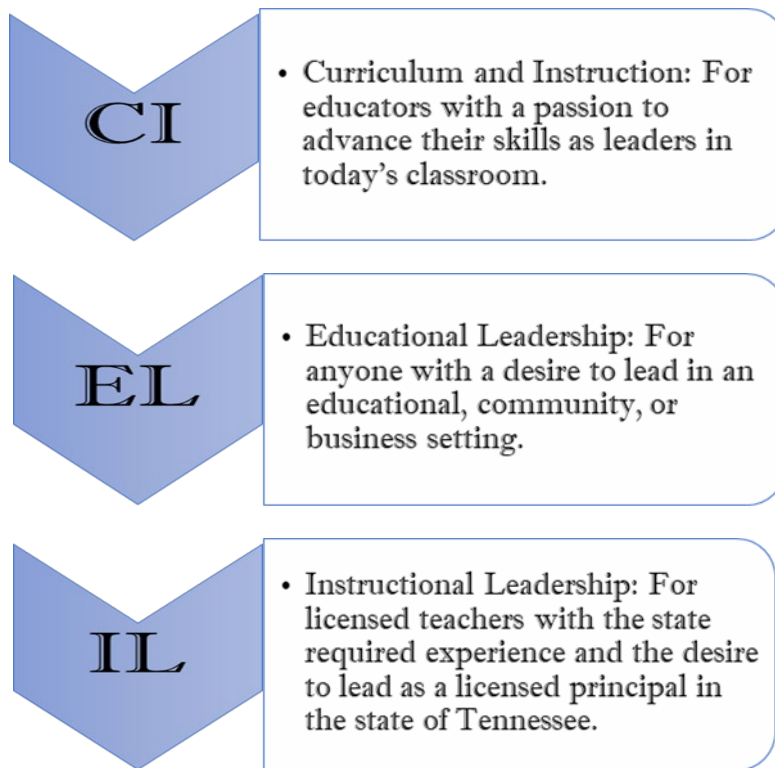 CI
• Curriculum and Instruction: For
educators with a passion to
advance their skills as leaders in
today’s classroom.
EL
• Educational Leadership: For
anyone with a desire to lead in an
educational, community, or
business setting.
IL
• Instructional Leadership: For
licensed teachers with the state
required experience and the desire
to lead as a licensed principal in
the state of Tennessee.